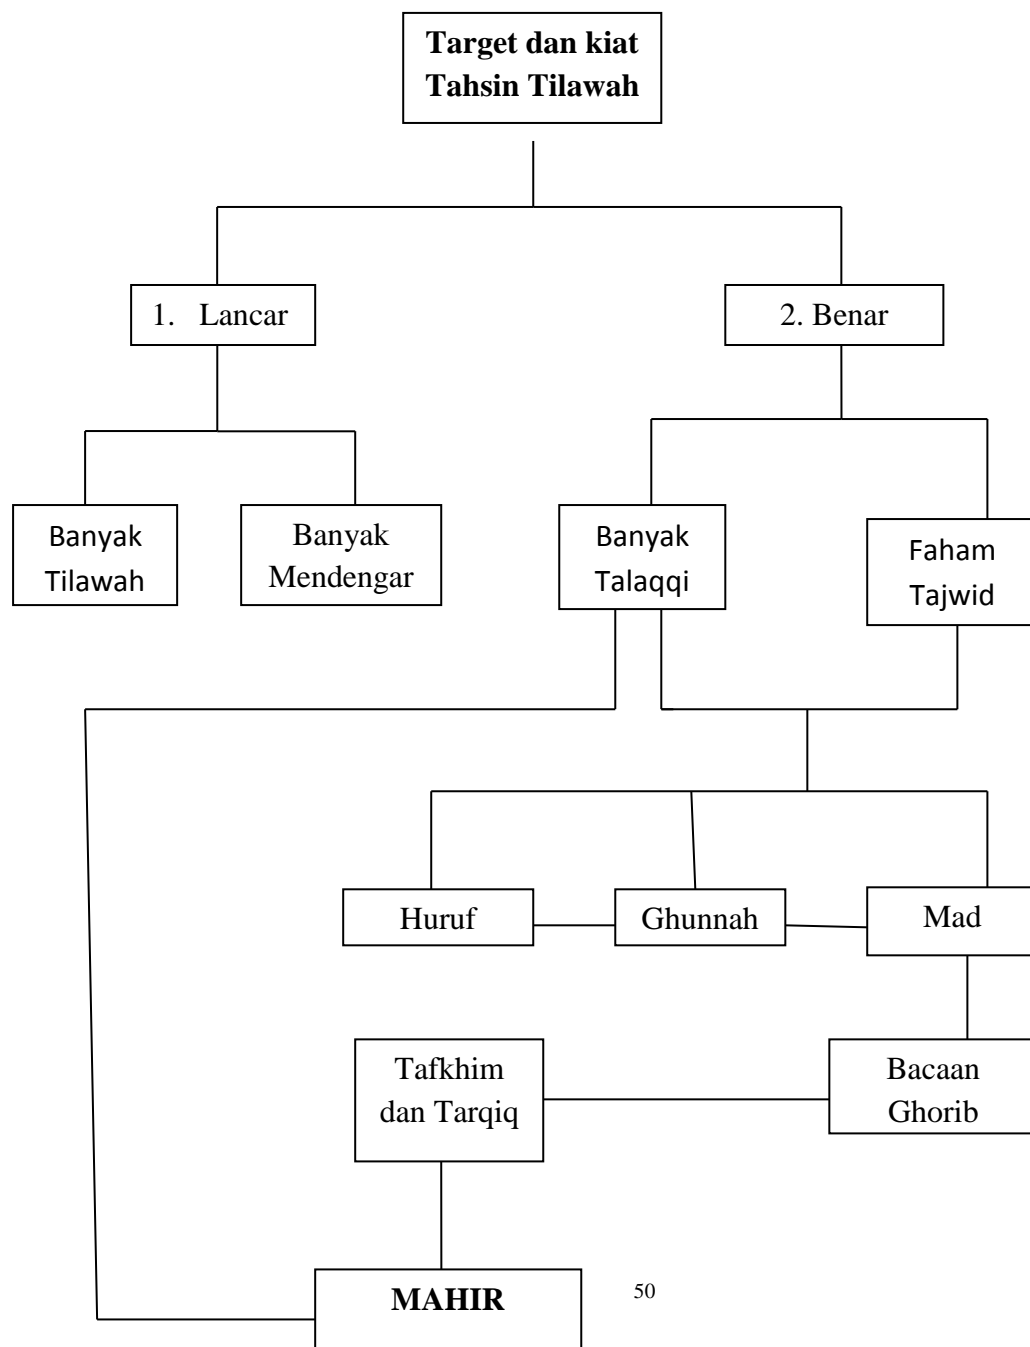 Target dan kiat
Tahsin Tilawah
1. Lancar
2. Benar
Banyak
Tilawah
Banyak
Mendengar
Banyak
Talaqqi
Faham
Tajwid
Huruf
Ghunnah
Mad
Tafkhim
dan Tarqiq
Bacaan
Ghorib
MAHIR
50